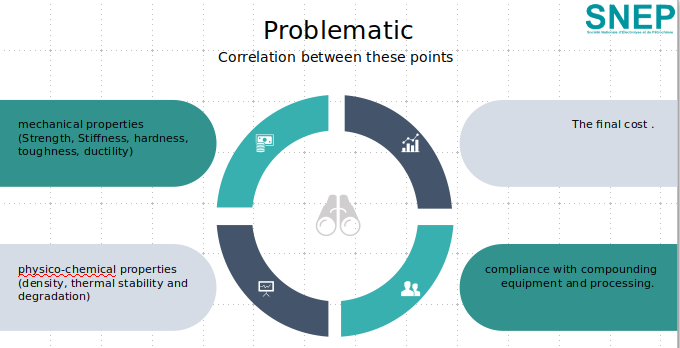 SNEP
Société Nationale d'Electrolyse et de Pétrochimie
Problematic
Correlation between these points
mechanical properties
(Strength, Stiffness, hardness,
toughness, ductility)
The final cost .
physico-chemical properties
(density, thermal stability and
degradation)
compliance with compounding
equipment and processing.